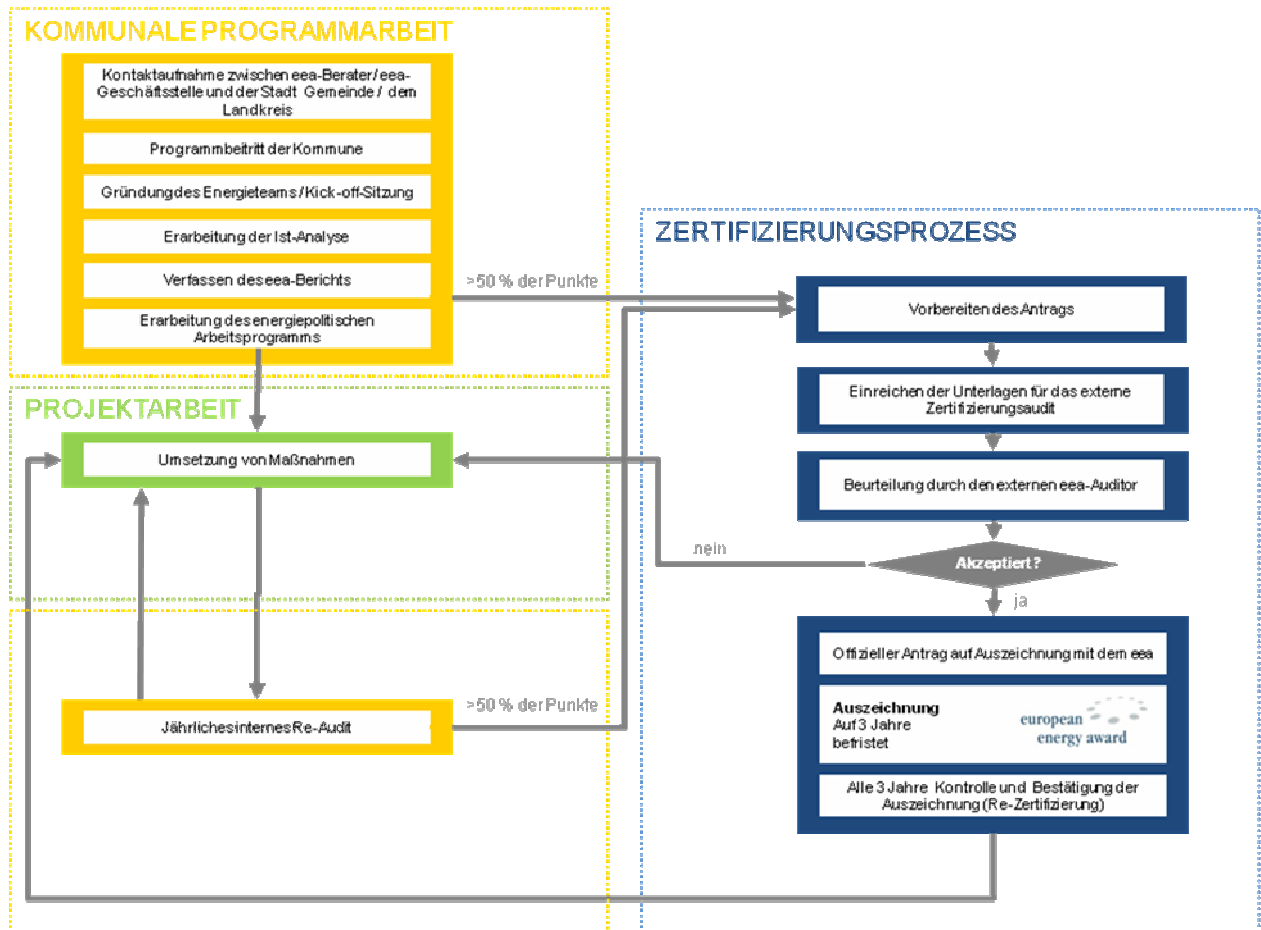 KOMMUNALE PROGRAMMARBEIT
Kontaktaufnahme zwischen eea-Berater/eea-
Geschäftsstelle und der Stadt Gemeinde / dem
Landkreis
Programmbeitritt der Kommune
Gründung des Energieteams / Kick-off-Sitzung
Erarbeitung der Ist-Analyse
Verfassen des eea-Berichts
Erarbeitung des energiepolitischen
Arbeitsprogramms
>50 % der Punkte
PROJEKTARBEIT
Umsetzung von Maßnahmen
Jährliches internes Re-Audit
>50 % der Punkte
ZERTIFIZIERUNGSPROZESS
Vorbereiten des Antrags
Einreichen der Unterlagen für das externe
Zertifizierungsaudit
Beurteilung durch den externen eea-Auditor
Akzeptiert?
nein
ja
Offizieller Antrag auf Auszeichnung mit dem eea
Auszeichnung
Auf 3 Jahre
befristet
european
energy award
Alle 3 Jahre Kontrolle und Bestätigung der
Auszeichnung (Re-Zertifizierung)